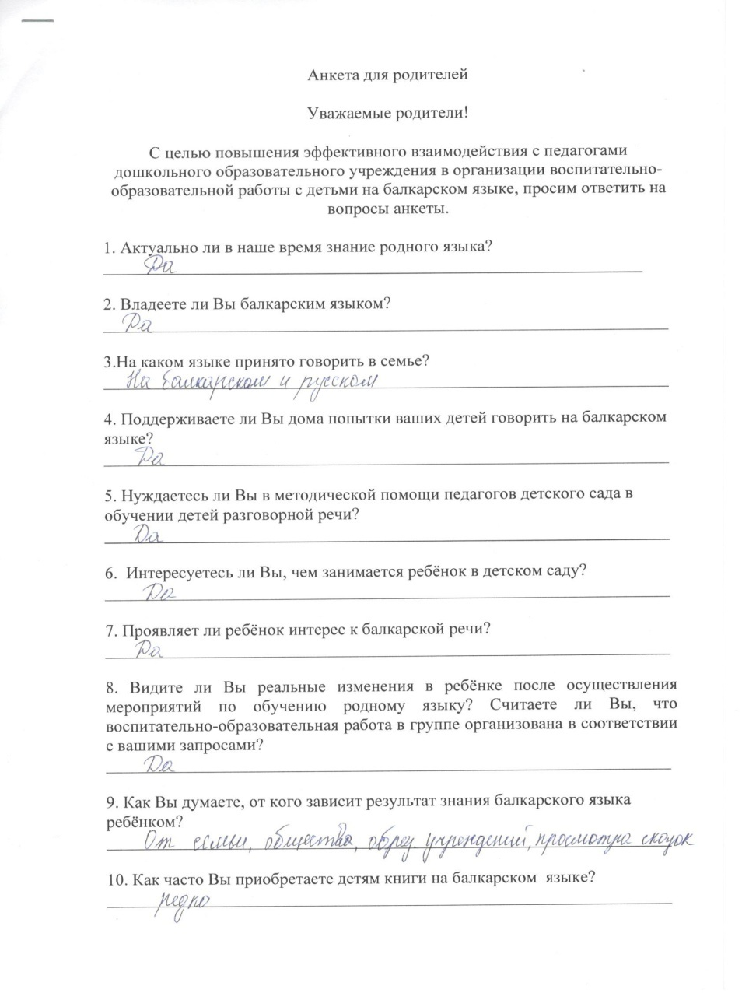 Анкета для родителей
Уважаемые родители!
С целью повышения эффективного взаимодействия с педагогами
дошкольного образовательного учреждения в организации воспитательно-
образовательной работы с детьми на балкарском языке, просим ответить на
вопросы анкеты.
1. Актуально ли в наше время знание родного языка?
Да
2. Владеете ли Вы балкарским языком?
Да
3.На каком языке принято говорить в семье?
На балкарском и русском
4. Поддерживаете ли Вы дома попытки ваших детей говорить на балкарском
языке?
Да
5. Нуждаетесь ли Вы в методической помощи педагогов детского сада в
обучении детей разговорной речи?
Да
6. Интересуетесь ли Вы, чем занимается ребёнок в детском саду?
Да
7. Проявляет ли ребёнок интерес к балкарской речи?
Да
8. Видите ли Вы реальные изменения в ребёнке после осуществления
мероприятий по обучению родному языку? Считаете ли Вы, что
воспитательно-образовательная работа в группе организована в соответствии
с вашими запросами?
Да
9. Как Вы думаете, от кого зависит результат знания балкарского языка
ребёнком?
От семьи, общества, образ. учреждений, просмотра сказок
10. Как часто Вы приобретаете детям книги на балкарском языке?
редко